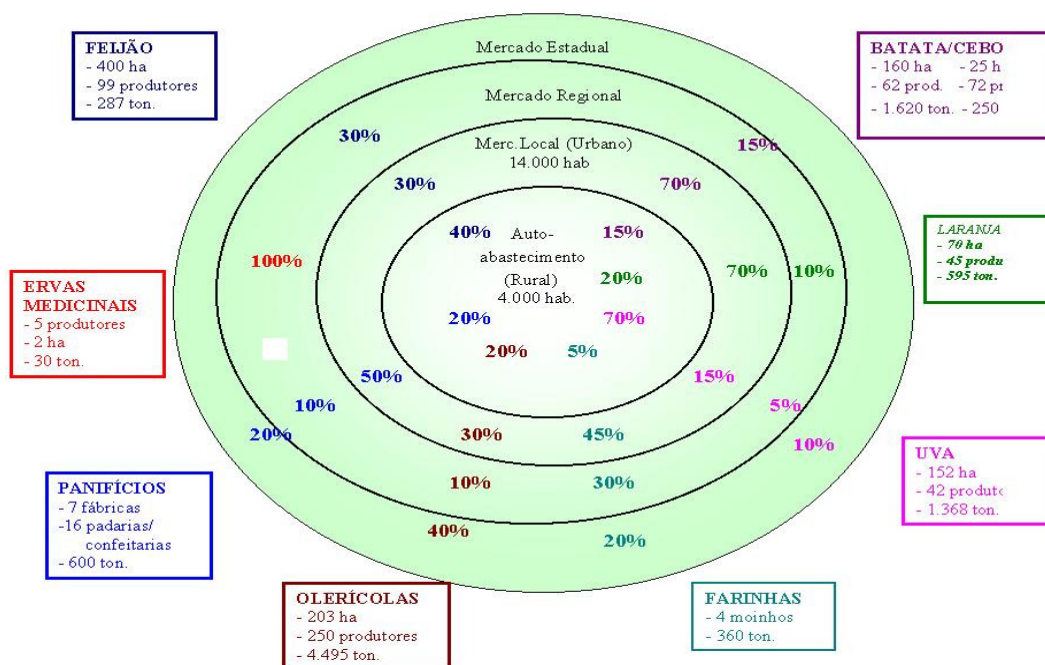 Mercado Estadual
Mercado Regional
Merc.Local (Urbano)
14.000 hab
Auto-
abastecimento
(Rural)
4.000 hab.
FEIJÃO
- 400 ha
- 99 produtores
- 287 ton.
30%
30%
40%
BATATA/CEBO
- 160 ha - 25 h
- 62 prod. - 72 pr
- 1.620 ton. - 250
15%
70%
15%
LARANJA
- 70 ha
- 45 produ
- 595 ton.
20%
70%
10%
ERVAS
MEDICINAIS
- 5 produtores
- 2 ha
- 30 ton.
100%
UVA
- 152 ha
- 42 produto
- 1.368 ton.
70%
15%
5%
10%
PANIFÍCIOS
- 7 fábricas
-16 padarias/
confeitarias
- 600 ton.
20%
50%
10%
20%
OLERÍCOLAS
- 203 ha
- 250 produtores
- 4.495 ton.
20%
30%
10%
40%
FARINHAS
- 4 moinhos
- 360 ton.
5%
45%
30%
20%